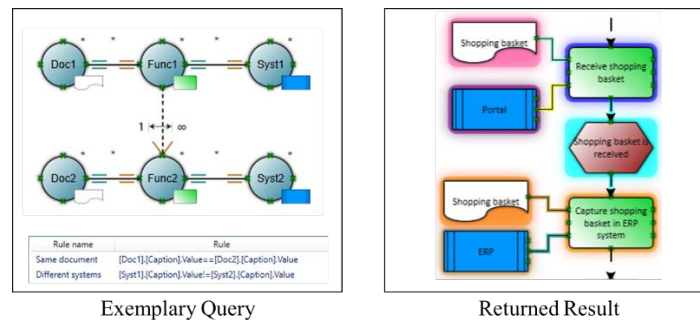 * * * *
Doc1 Func1 Syst1
1 ∞
* * * *
Doc2 Func2 Syst2
Rule name Rule
Same document [Doc1].[Caption].Value==[Doc2].[Caption].Value
Different systems [Syst1].[Caption].Value!=[Syst2].[Caption].Value
Exemplary Query
Shopping basket
Receive shopping
basket
Portal
Shopping basket is
received
Shopping basket
Capture shopping
basket in ERP
system
ERP
Returned Result